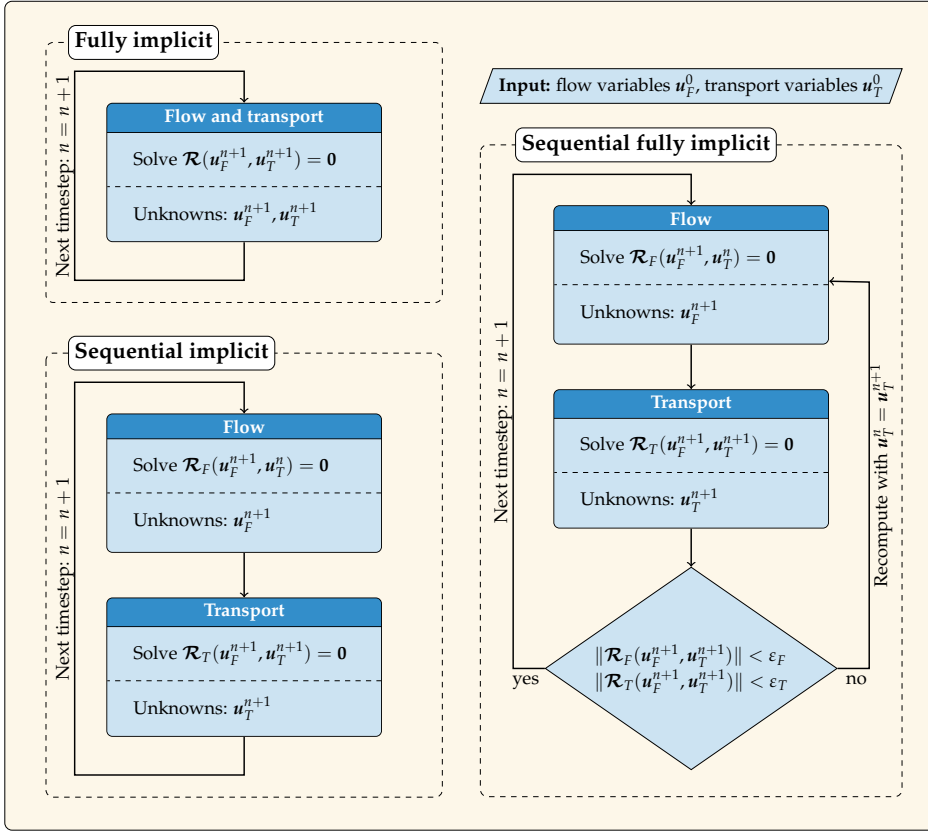 Fully implicit
Next timestep: n = n + 1
Flow and transport
Solve 𝓡(u_F^{n+1}, u_T^{n+1}) = 0
Unknowns: u_F^{n+1}, u_T^{n+1}
Sequential implicit
Next timestep: n = n + 1
Flow
Solve 𝓡_F(u_F^{n+1}, u_T^n) = 0
Unknowns: u_F^{n+1}
Transport
Solve 𝓡_T(u_F^{n+1}, u_T^{n+1}) = 0
Unknowns: u_T^{n+1}
Input: flow variables u_F^0, transport variables u_T^0
Sequential fully implicit
Next timestep: n = n + 1
Flow
Solve 𝓡_F(u_F^{n+1}, u_T^n) = 0
Unknowns: u_F^{n+1}
Transport
Solve 𝓡_T(u_F^{n+1}, u_T^{n+1}) = 0
Unknowns: u_T^{n+1}
‖𝓡_F(u_F^{n+1}, u_T^{n+1})‖ < ε_F
‖𝓡_T(u_F^{n+1}, u_T^{n+1})‖ < ε_T
yes
no
Recompute with u_T^n = u_T^{n+1}